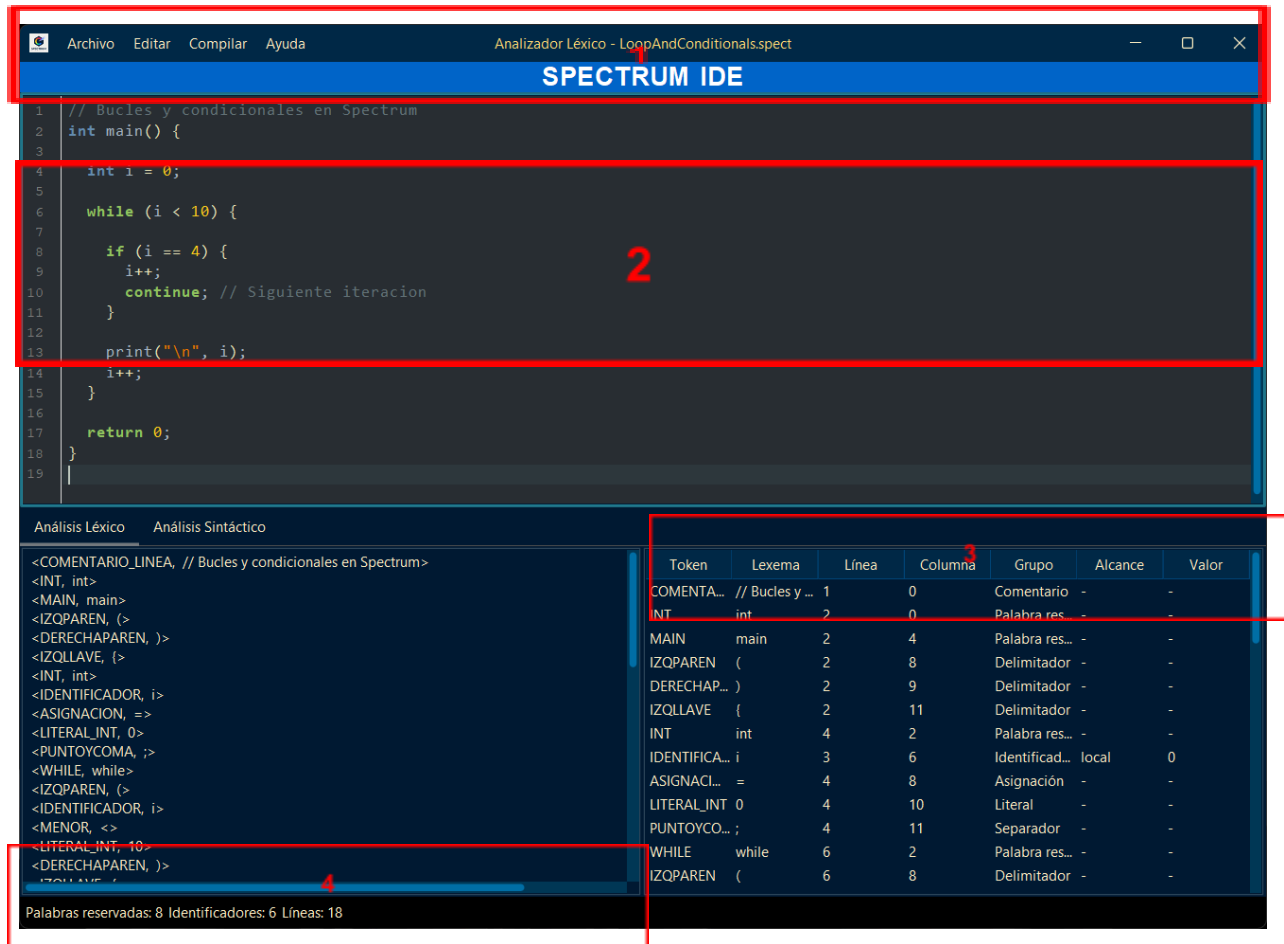 Archivo Editar Compilar Ayuda Analizador Léxico - LoopAndConditionals.spect
1
SPECTRUM IDE
1 // Bucles y condicionales en Spectrum
2 int main() {
3
4 int i = 0;
5
6 while (i < 10) {
7
8 if (i == 4) {
2
9 i++;
10 continue; // Siguiente iteracion
11 }
12
13 print("\n", i);
14 i++;
15 }
16
17 return 0;
18 }
19
Análisis Léxico Análisis Sintáctico
<COMENTARIO_LINEA, // Bucles y condicionales en Spectrum>
<INT, int>
<MAIN, main>
<IZQPAREN, (>
<DERECHAPAREN, )>
<IZQLLAVE, {>
<INT, int>
<IDENTIFICADOR, i>
<ASIGNACION, =>
<LITERAL_INT, 0>
<PUNTOYCOMA, ;>
<WHILE, while>
<IZQPAREN, (>
<IDENTIFICADOR, i>
<MENOR, <>
<LITERAL_INT, 10>
<DERECHAPAREN, )>
4
3
Token Lexema Línea Columna Grupo Alcance Valor
COMENTA... // Bucles y ... 1 0 Comentario - -
INT int 2 0 Palabra res... - -
MAIN main 2 4 Palabra res... - -
IZQPAREN ( 2 8 Delimitador - -
DERECHAP... ) 2 9 Delimitador - -
IZQLLAVE { 2 11 Delimitador - -
INT int 4 2 Palabra res... - -
IDENTIFICA... i 3 6 Identificad... local 0
ASIGNACI... = 4 8 Asignación - -
LITERAL_INT 0 4 10 Literal - -
PUNTOYCO... ; 4 11 Separador - -
WHILE while 6 2 Palabra res... - -
IZQPAREN ( 6 8 Delimitador - -
Palabras reservadas: 8 Identificadores: 6 Líneas: 18